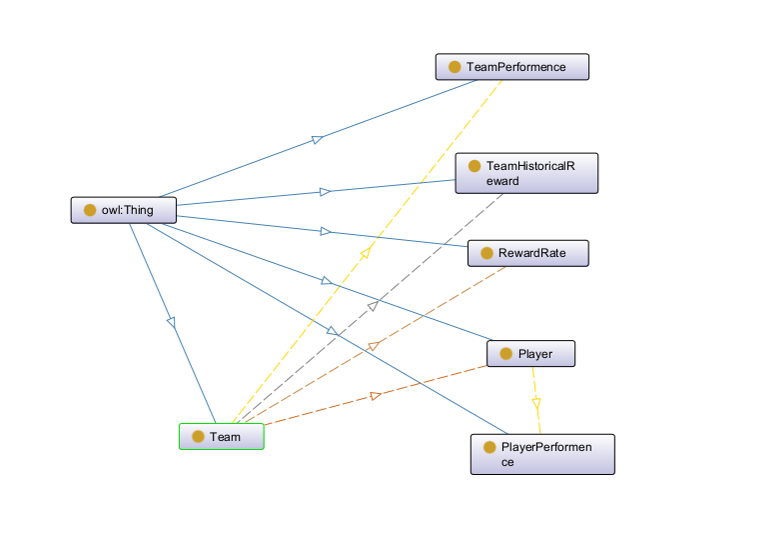 TeamPerformence
TeamHistoricalR
eward
owl:Thing
RewardRate
Player
Team
PlayerPerformen
ce